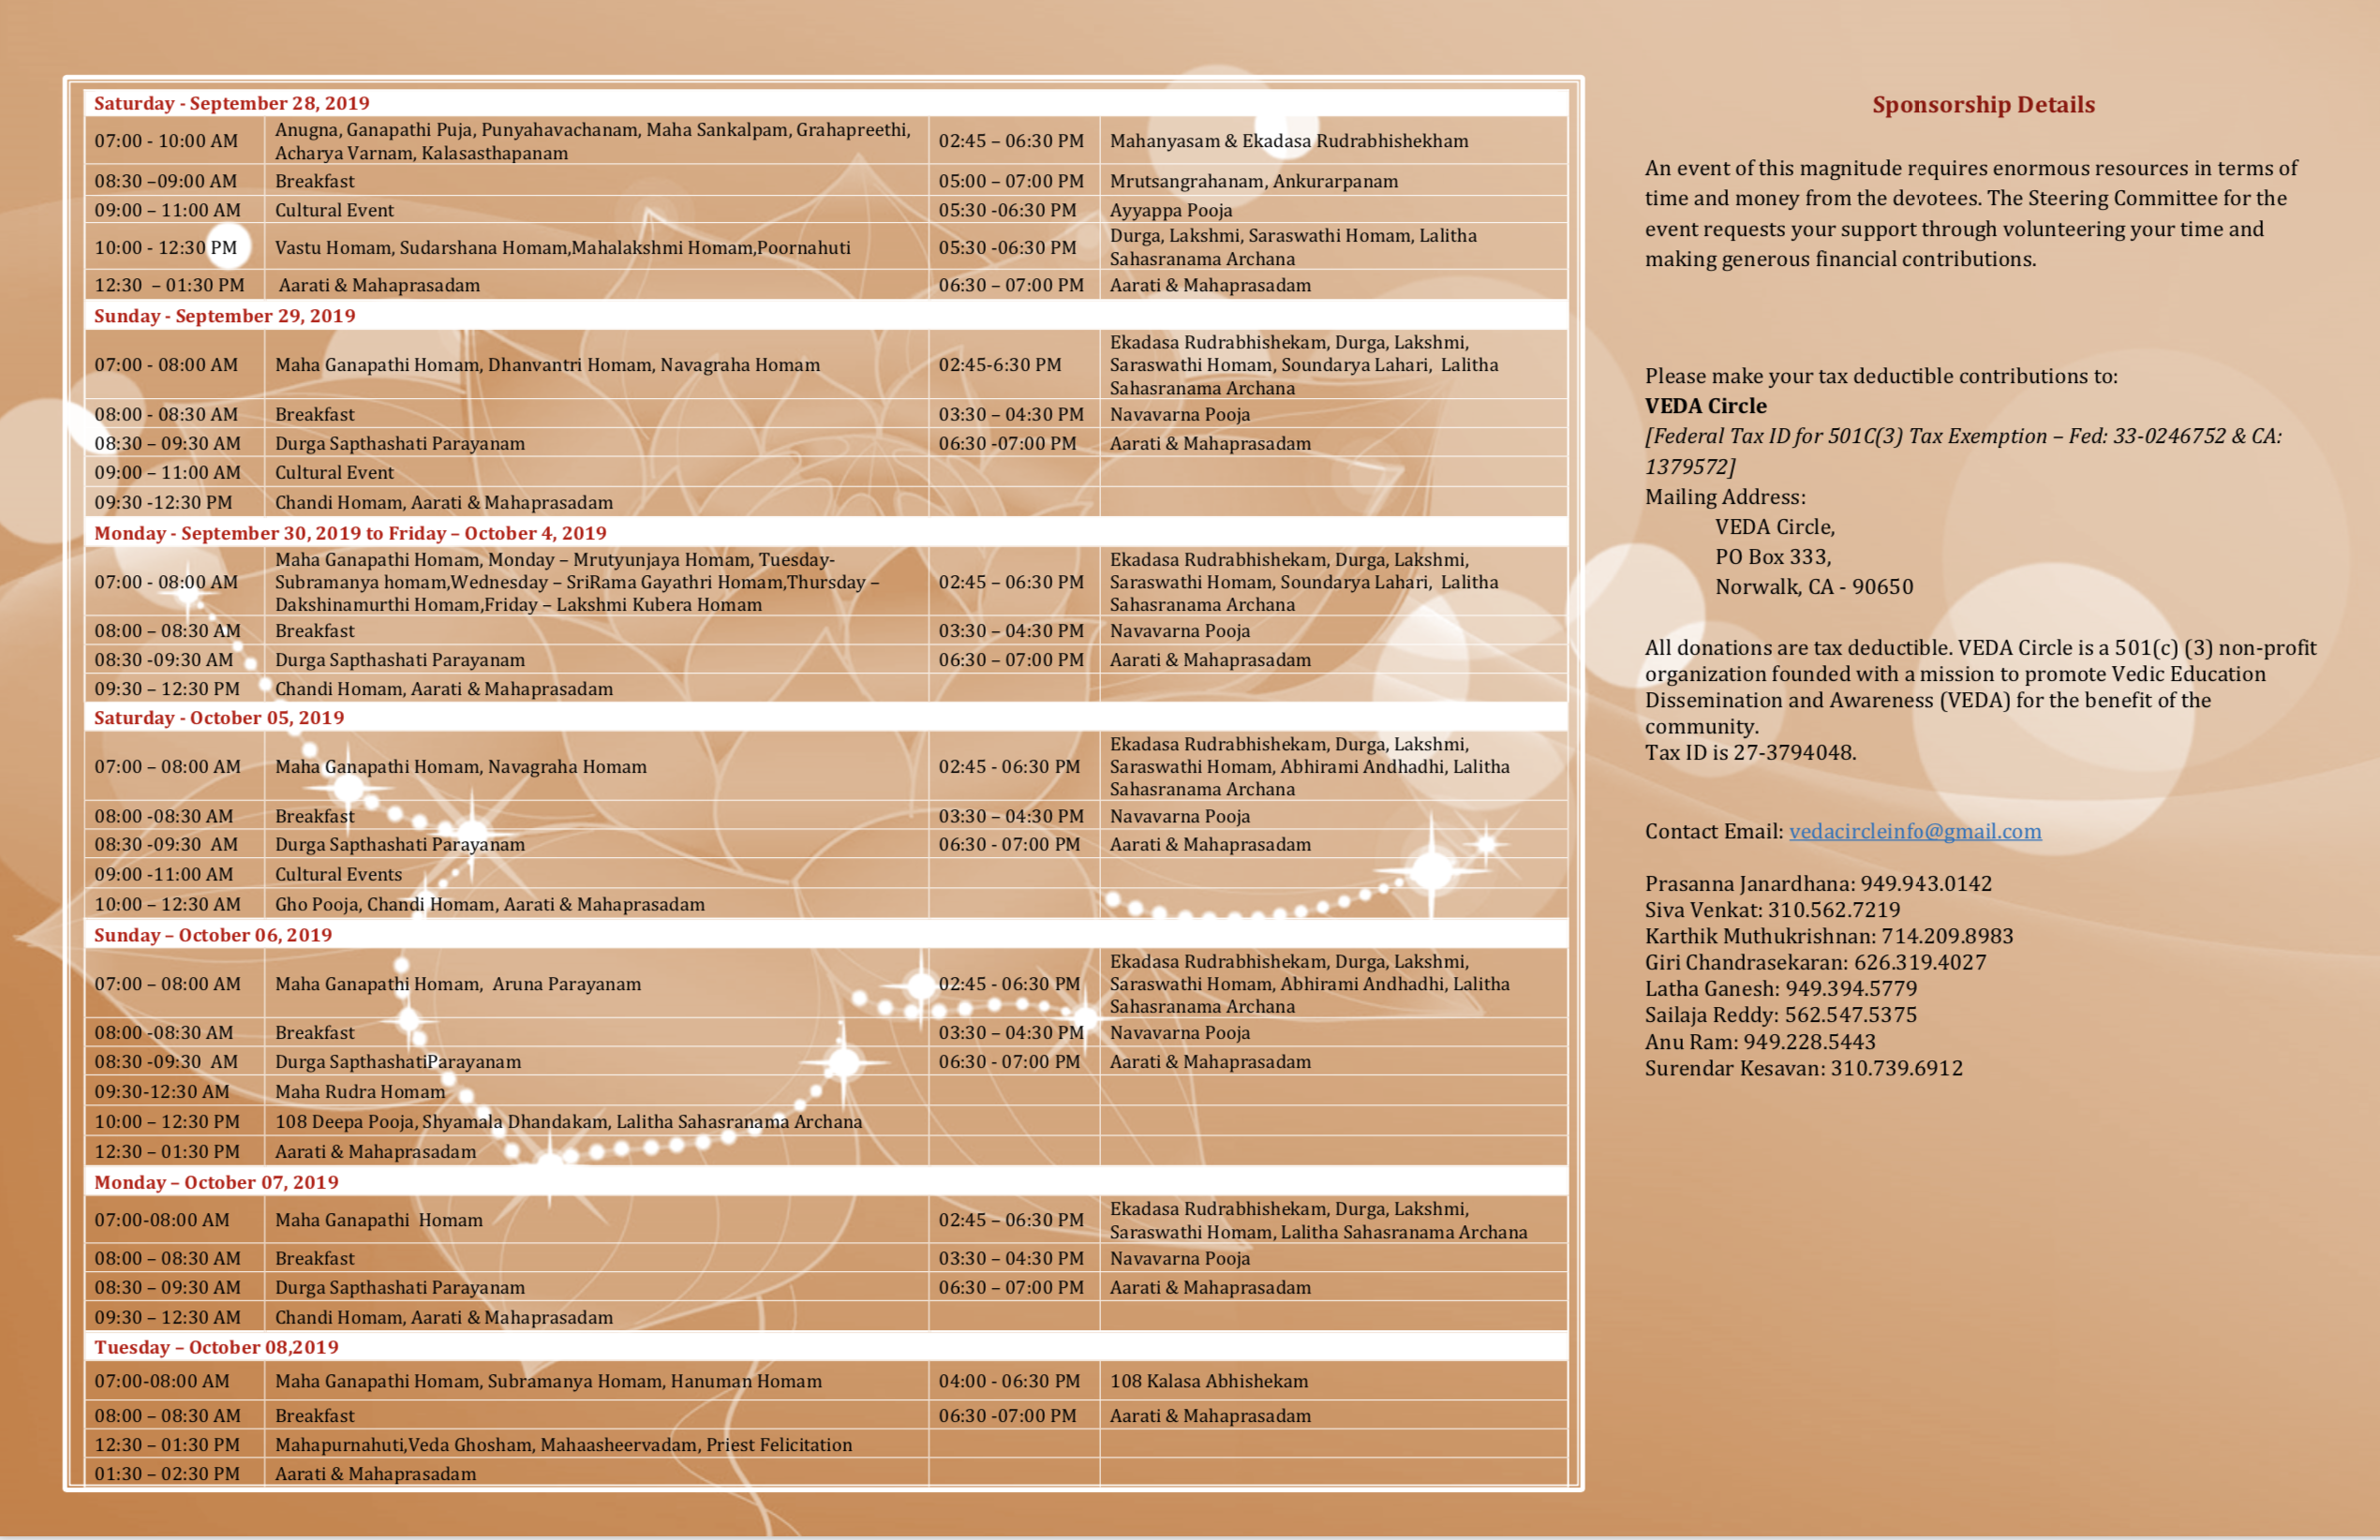 Saturday - September 28, 2019
07:00 - 10:00 AM Anugna, Ganapathi Puja, Punyahavachanam, Maha Sankalpam, Grahapreethi,
Acharya Varnam, Kalasasthapanam 02:45 – 06:30 PM Mahanyasam & Ekadasa Rudrabhishekham
08:30 –09:00 AM Breakfast 05:00 – 07:00 PM Mrutsangrahanam, Ankurarpanam
09:00 – 11:00 AM Cultural Event 05:30 -06:30 PM Ayyappa Pooja
10:00 - 12:30 PM Vastu Homam, Sudarshana Homam,Mahalakshmi Homam,Poornahuti 05:30 -06:30 PM Durga, Lakshmi, Saraswathi Homam, Lalitha
Sahasranama Archana
12:30 – 01:30 PM Aarati & Mahaprasadam 06:30 – 07:00 PM Aarati & Mahaprasadam
Sunday - September 29, 2019
07:00 - 08:00 AM Maha Ganapathi Homam, Dhanvantri Homam, Navagraha Homam 02:45-6:30 PM Ekadasa Rudrabhishekam, Durga, Lakshmi,
Saraswathi Homam, Soundarya Lahari, Lalitha
Sahasranama Archana
08:00 - 08:30 AM Breakfast 03:30 – 04:30 PM Navavarna Pooja
08:30 – 09:30 AM Durga Sapthashati Parayanam 06:30 -07:00 PM Aarati & Mahaprasadam
09:00 – 11:00 AM Cultural Event
09:30 -12:30 PM Chandi Homam, Aarati & Mahaprasadam
Monday - September 30, 2019 to Friday – October 4, 2019
07:00 - 08:00 AM Maha Ganapathi Homam, Monday – Mrutyunjaya Homam, Tuesday-
Subramanya homam,Wednesday – SriRama Gayathri Homam,Thursday –
Dakshinamurthi Homam,Friday – Lakshmi Kubera Homam 02:45 – 06:30 PM Ekadasa Rudrabhishekam, Durga, Lakshmi,
Saraswathi Homam, Soundarya Lahari, Lalitha
Sahasranama Archana
08:00 – 08:30 AM Breakfast 03:30 – 04:30 PM Navavarna Pooja
08:30 -09:30 AM Durga Sapthashati Parayanam 06:30 – 07:00 PM Aarati & Mahaprasadam
09:30 – 12:30 PM Chandi Homam, Aarati & Mahaprasadam
Saturday - October 05, 2019
07:00 – 08:00 AM Maha Ganapathi Homam, Navagraha Homam 02:45 - 06:30 PM Ekadasa Rudrabhishekam, Durga, Lakshmi,
Saraswathi Homam, Abhirami Andhadhi, Lalitha
Sahasranama Archana
08:00 -08:30 AM Breakfast 03:30 – 04:30 PM Navavarna Pooja
08:30 -09:30 AM Durga Sapthashati Parayanam 06:30 - 07:00 PM Aarati & Mahaprasadam
09:00 -11:00 AM Cultural Events
10:00 – 12:30 AM Gho Pooja, Chandi Homam, Aarati & Mahaprasadam
Sunday – October 06, 2019
07:00 – 08:00 AM Maha Ganapathi Homam, Aruna Parayanam 02:45 - 06:30 PM Ekadasa Rudrabhishekam, Durga, Lakshmi,
Saraswathi Homam, Abhirami Andhadhi, Lalitha
Sahasranama Archana
08:00 -08:30 AM Breakfast 03:30 – 04:30 PM Navavarna Pooja
08:30 -09:30 AM Durga SapthashatiParayanam 06:30 - 07:00 PM Aarati & Mahaprasadam
09:30-12:30 AM Maha Rudra Homam
10:00 – 12:30 PM 108 Deepa Pooja, Shyamala Dhandakam, Lalitha Sahasranama Archana
12:30 – 01:30 PM Aarati & Mahaprasadam
Monday – October 07, 2019
07:00-08:00 AM Maha Ganapathi Homam 02:45 – 06:30 PM Ekadasa Rudrabhishekam, Durga, Lakshmi,
Saraswathi Homam, Lalitha Sahasranama Archana
08:00 – 08:30 AM Breakfast 03:30 – 04:30 PM Navavarna Pooja
08:30 – 09:30 AM Durga Sapthashati Parayanam 06:30 – 07:00 PM Aarati & Mahaprasadam
09:30 – 12:30 AM Chandi Homam, Aarati & Mahaprasadam
Tuesday – October 08,2019
07:00-08:00 AM Maha Ganapathi Homam, Subramanya Homam, Hanuman Homam 04:00 - 06:30 PM 108 Kalasa Abhishekam
08:00 – 08:30 AM Breakfast 06:30 -07:00 PM Aarati & Mahaprasadam
12:30 – 01:30 PM Mahapurnahuti,Veda Ghosham, Mahaasheervadam, Priest Felicitation
01:30 – 02:30 PM Aarati & Mahaprasadam
Sponsorship Details
An event of this magnitude requires enormous resources in terms of
time and money from the devotees. The Steering Committee for the
event requests your support through volunteering your time and
making generous financial contributions.
Please make your tax deductible contributions to:
VEDA Circle
[Federal Tax ID for 501C(3) Tax Exemption – Fed: 33-0246752 & CA:
1379572]
Mailing Address:
VEDA Circle,
PO Box 333,
Norwalk, CA - 90650
All donations are tax deductible. VEDA Circle is a 501(c) (3) non-profit
organization founded with a mission to promote Vedic Education
Dissemination and Awareness (VEDA) for the benefit of the
community.
Tax ID is 27-3794048.
Contact Email: vedacircleinfo@gmail.com
Prasanna Janardhana: 949.943.0142
Siva Venkat: 310.562.7219
Karthik Muthukrishnan: 714.209.8983
Giri Chandrasekaran: 626.319.4027
Latha Ganesh: 949.394.5779
Sailaja Reddy: 562.547.5375
Anu Ram: 949.228.5443
Surendar Kesavan: 310.739.6912